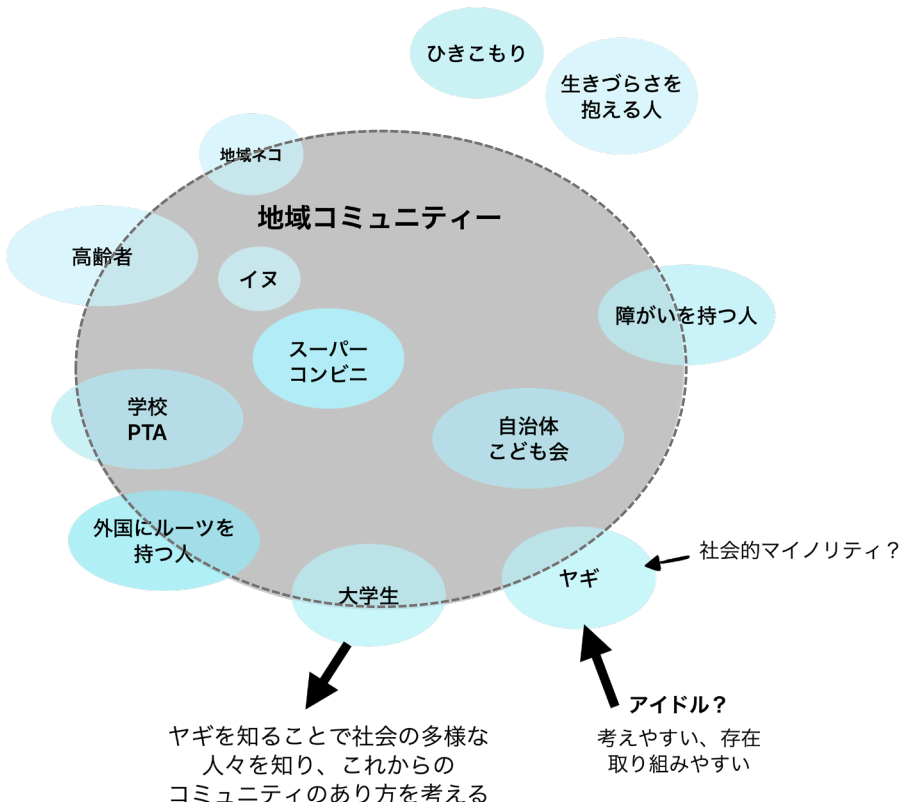 ひきこもり
生きづらさを
抱える人
地域ネコ
地域コミュニティー
高齢者
イヌ
障がいを持つ人
スーパー
コンビニ
学校
PTA
自治体
こども会
外国にルーツを
持つ人
社会的マイノリティ？
ヤギ
大学生
アイドル？
考えやすい、存在
取り組みやすい
ヤギを知ることで社会の多様な
人々を知り、これからの
コミュニティのあり方を考える